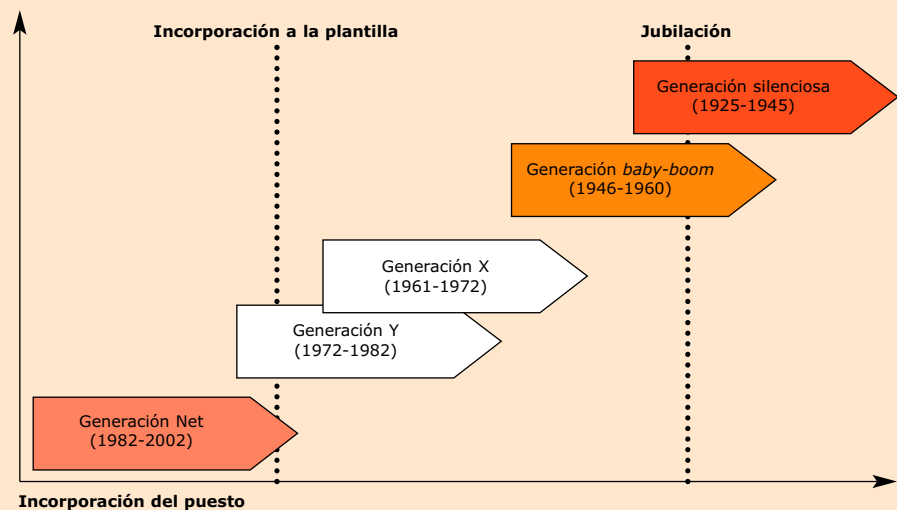 Incorporación a la plantilla
Jubilación
Generación silenciosa
(1925-1945)
Generación baby-boom
(1946-1960)
Generación X
(1961-1972)
Generación Y
(1972-1982)
Generación Net
(1982-2002)
Incorporación del puesto